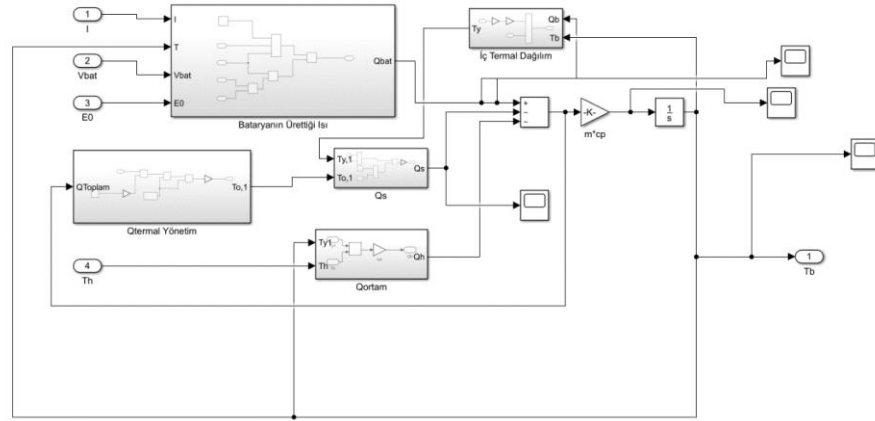 1
I
2
Vbat
3
E0
I
T
Vbat
E0
Qbat
Bataryanın Ürettiği Isı
Ty
Qb
Tb
İç Termal Dağılım
+
−
−
-K-
m*cp
1
s
QToplam
To,1
Qtermal Yönetim
Ty,1
To,1
Qs
Qs
4
Th
Ty1
Th
Qh
Qortam
1
Tb